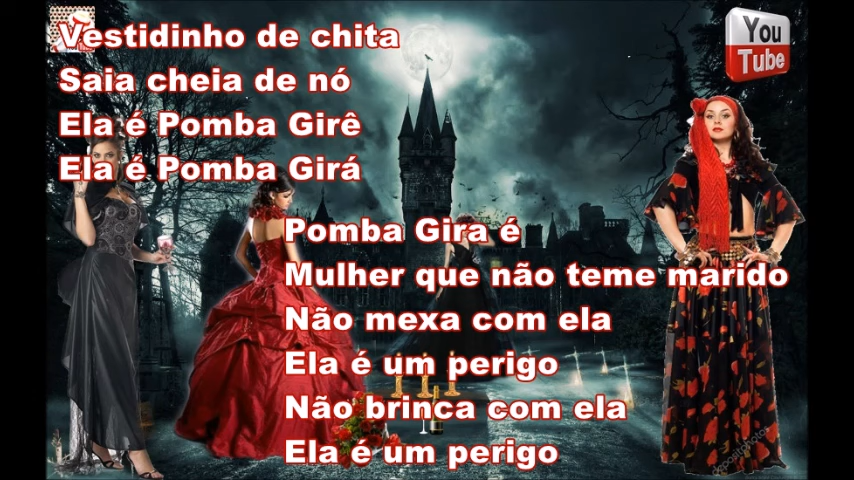 You
Tube
Vestidinho de chita
Saia cheia de nó
Ela é Pomba Girê
Ela é Pomba Girá
Pomba Gira é
Mulher que não teme marido
Não mexa com ela
Ela é um perigo
Não brinca com ela
Ela é um perigo
depositphotos